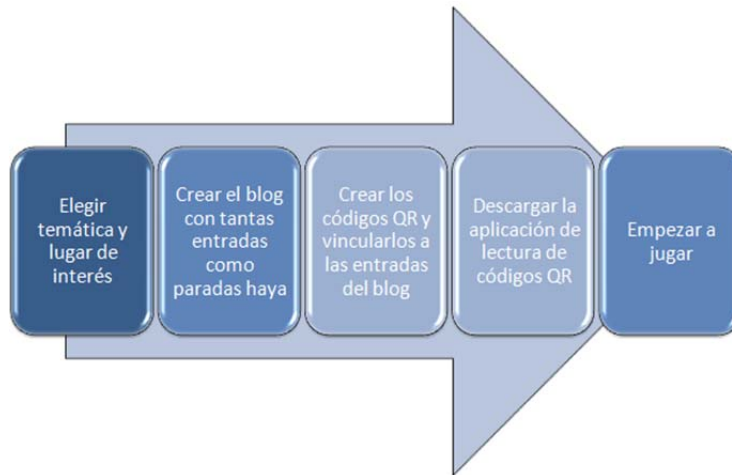 Elegir
temática y
lugar de
interés
Crear el blog
con tantas
entradas
como
paradas haya
Crear los
códigos QR y
vincularlos a
las entradas
del blog
Descargar la
aplicación de
lectura de
códigos QR
Empezar a
jugar